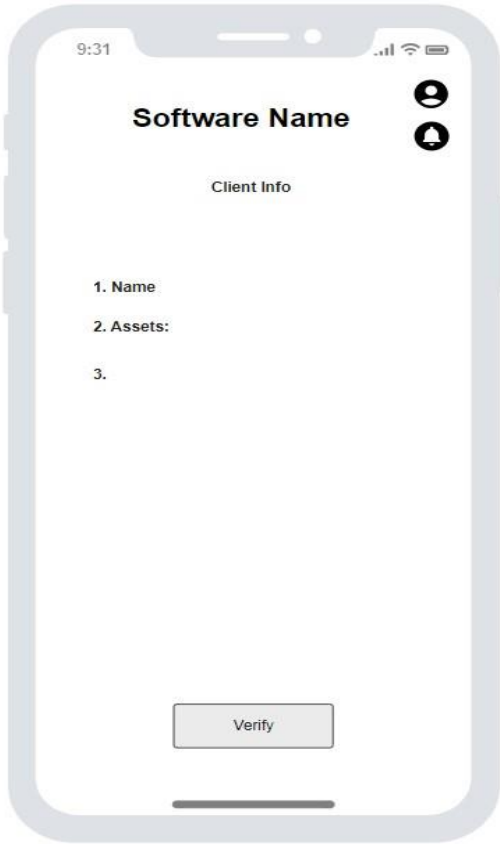 9:31
Software Name
Client Info
1. Name
2. Assets:
3.
Verify